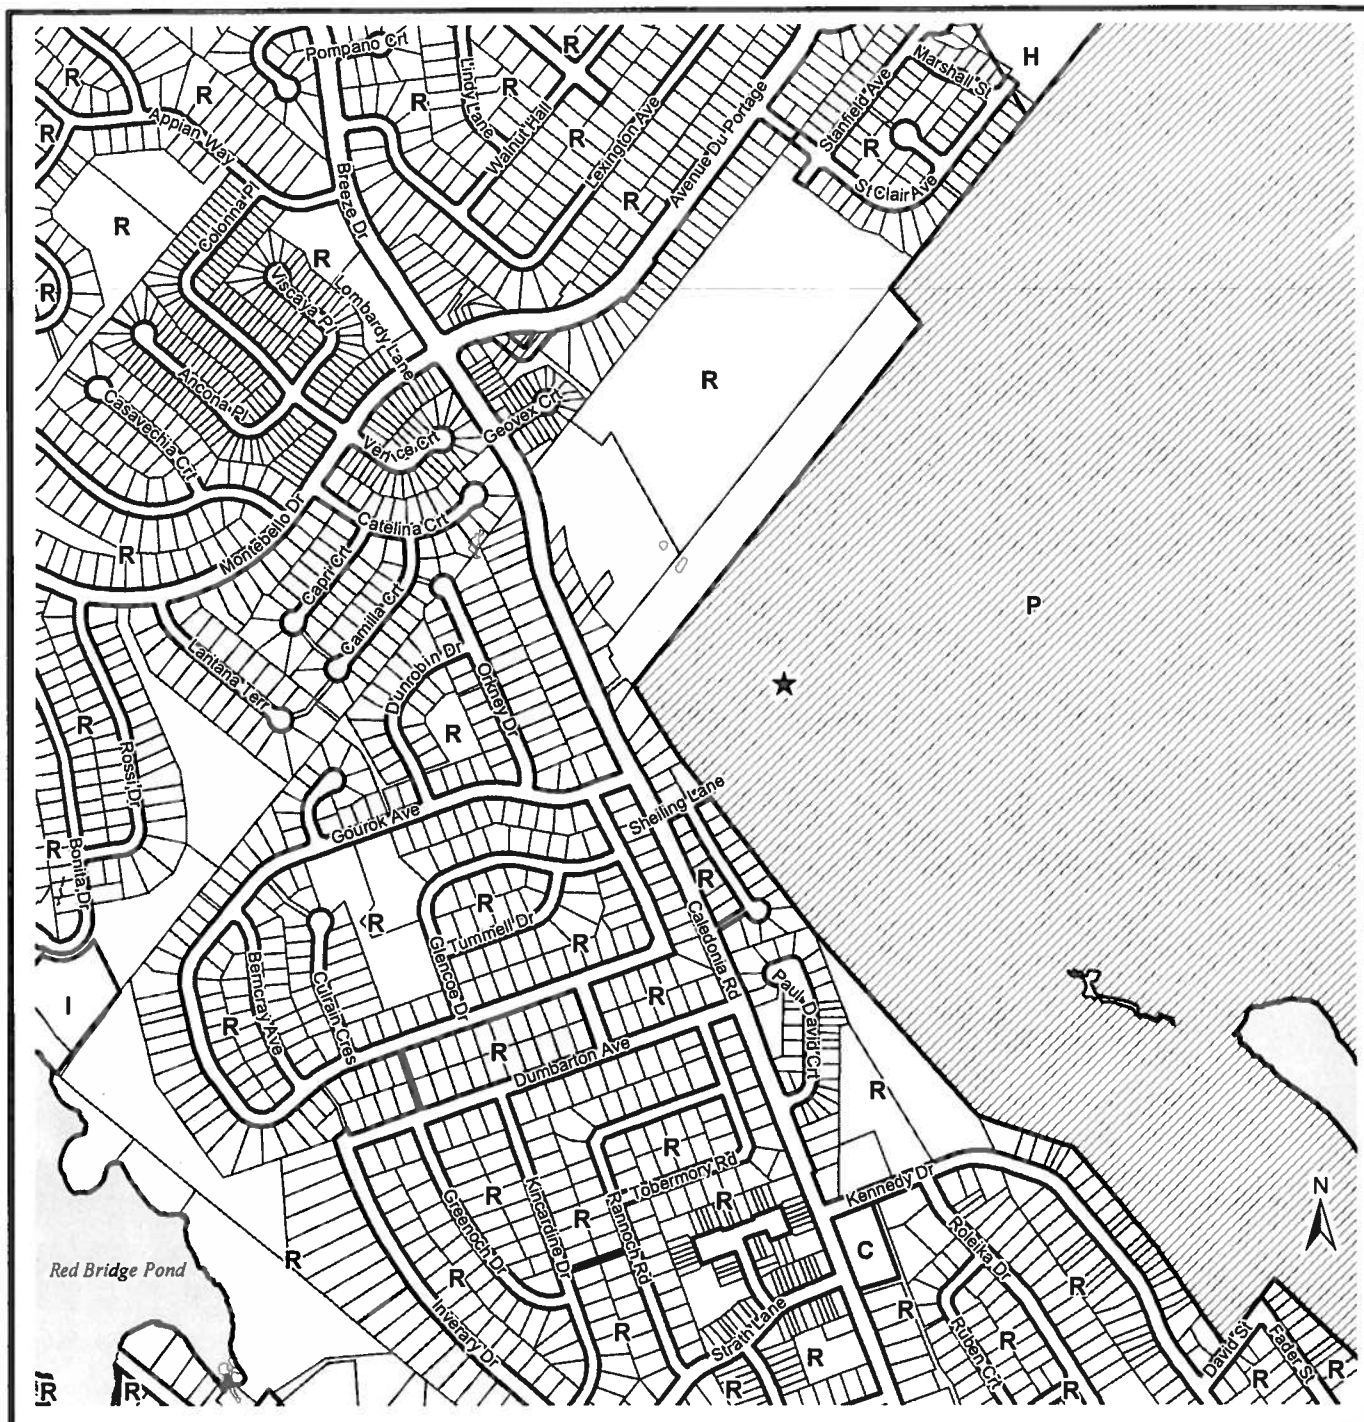 Pompano Crt
R
Marshall St
H
R
R
Lindy Lane
R
R
Stanfield Ave
R
Appian Way
Walnut Hall
R
Lexington Ave
Avenue Du Portage
R
Breeze Dr
St Clair Ave
Colonna Pl
R
R
R
R
Viscaya Pl
Lombardy Lane
R
Ancona Pl
Casavechia Crt
Geovex Crt
Venice Crt
Catelina Crt
Montebello Dr
R
Capri Crt
Camilla Crt
P
Lantana Terr
Dunrobin Dr
Orkney Dr
R
R
Rossi Dr
Gourok Ave
Sheiling Lane
R
Bonita Dr
R
R
R
Tummell Dr
R
Glencoe Dr
Caledonia Rd
Berncray Ave
Culrain Cres
R
Paul David Crt
I
R
R
Dumbarton Ave
R
R
Tobermory Rd
R
Greenoch Dr
Kincardine Dr
R
Rannoch Rd
R
Kennedy Dr
N
Roleika Dr
C
R
Red Bridge Pond
R
R
R
Inverary Dr
R
Strath Lane
R
Ruben Crt
R
David St
Fader St
R
R
R
R
R
R
R